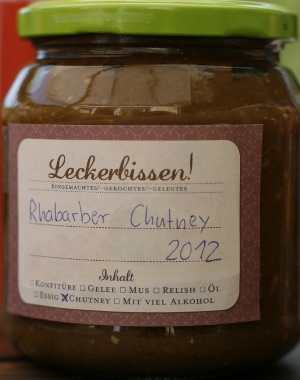 Leckerbissen!
Eingemachtes/-gekochtes/-gelegtes
Rhabarber Chutney
2012
Inhalt
□ Konfitüre □ Gelee □ Mus □ Relish □ Öl
□ Essig ☒ Chutney □ Mit viel Alkohol